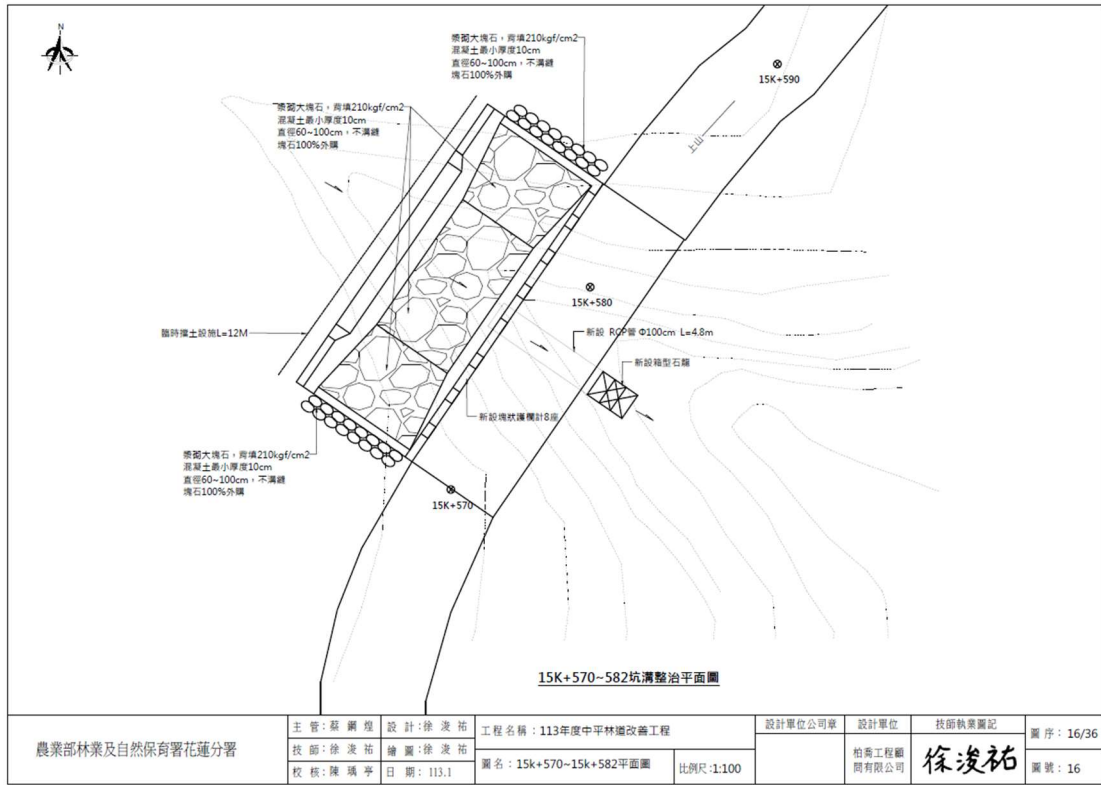 N
漿砌大塊石，背填210kgf/cm2
混凝土最小厚度10cm
直徑60~100cm，不溝縫
塊石100%外購
15K+590
漿砌大塊石，背填210kgf/cm2
混凝土最小厚度10cm
直徑60~100cm，不溝縫
塊石100%外購
上山
15K+580
臨時擋土設施L=12M
新設 RCP管 Φ100cm L=4.8m
新設箱型石籠
新設塊狀護欄計8座
漿砌大塊石，背填210kgf/cm2
混凝土最小厚度10cm
直徑60~100cm，不溝縫
塊石100%外購
15K+570
15K+570~582坑溝整治平面圖
農業部林業及自然保育署花蓮分署
主 管：蔡 鎖 煌
設 計：徐 浚 祐
技 師：徐 浚 祐
繪 圖：徐 浚 祐
校 核：陳 瑀 亭
日 期：113.1
工程名稱：113年度中平林道改善工程
圖名：15k+570~15k+582平面圖
比例尺:1:100
設計單位公司章
設計單位
柏喬工程顧
問有限公司
技師執業圖記
徐浚祐
圖序：16/36
圖號：16